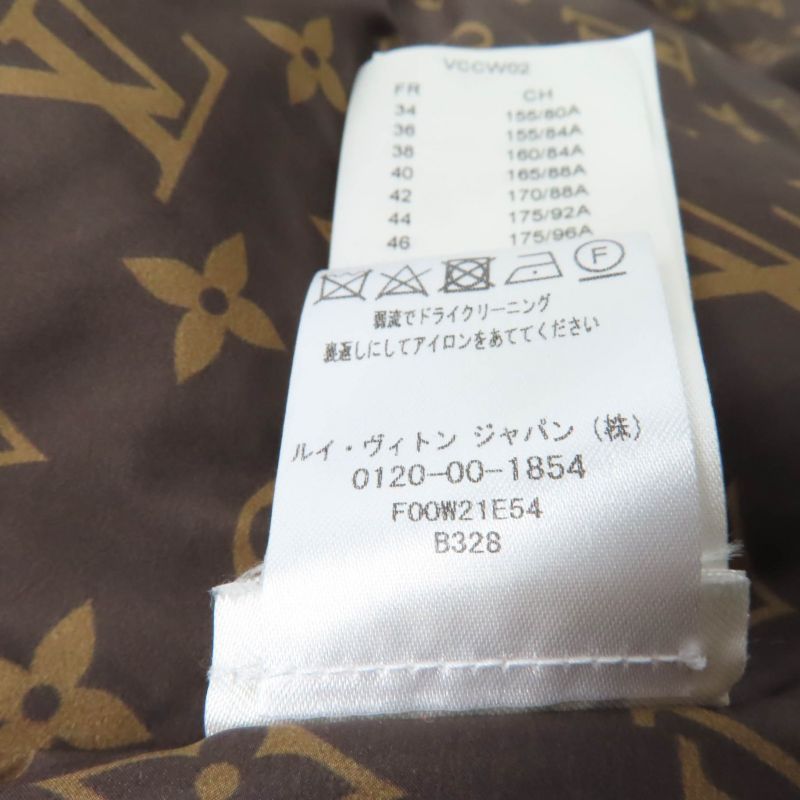 VCCW02
FR CH
34 155/80A
36 155/84A
38 160/84A
40 165/88A
42 170/88A
44 175/92A
46 175/96A
F
弱流でドライクリーニング
裏返しにしてアイロンをあててください
ルイ・ヴィトン ジャパン（株）
0120-00-1854
F00W21E54
B328